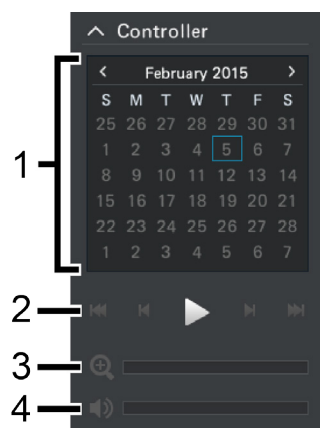 Controller
February 2015
S M T W T F S
25 26 27 28 29 30 31
1 2 3 4 5 6 7
8 9 10 11 12 13 14
15 16 17 18 19 20 21
22 23 24 25 26 27 28
1 2 3 4 5 6 7
1
2
3
4